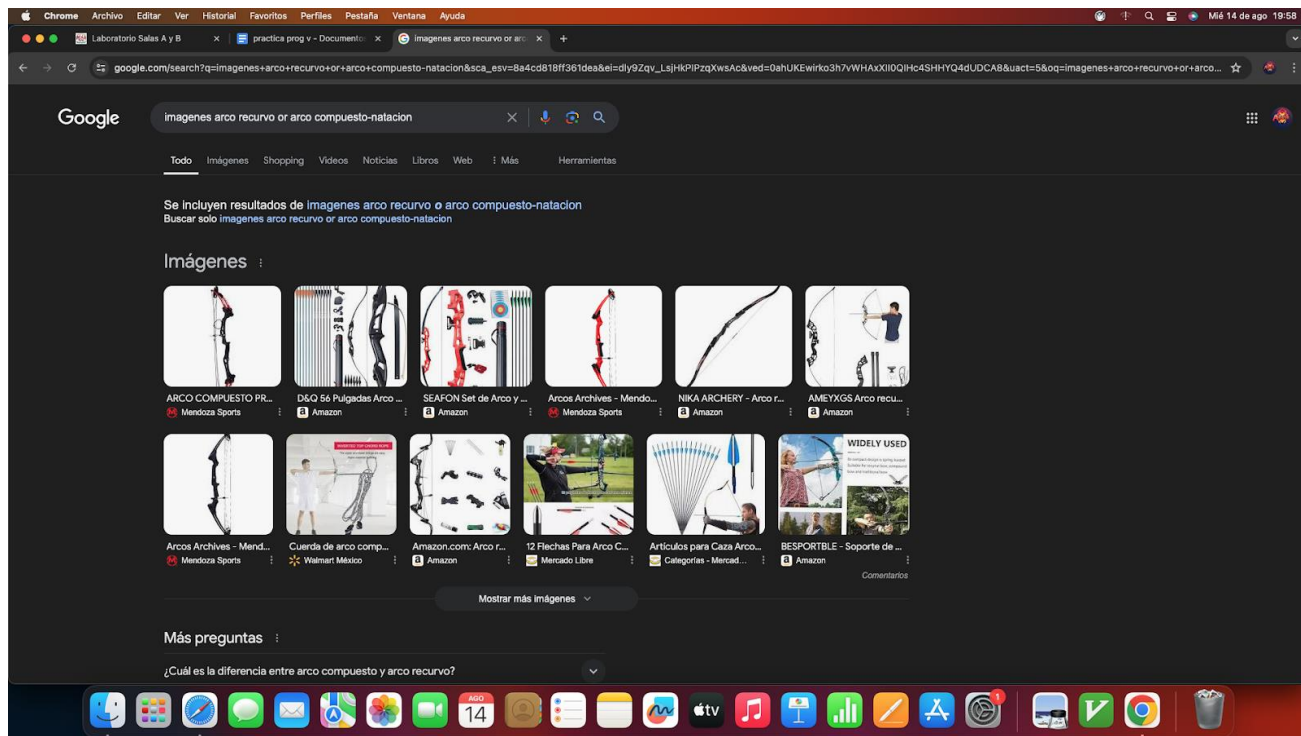 Chrome Archivo Editar Ver Historial Favoritos Perfiles Pestaña Ventana Ayuda
Mié 14 de ago 19:58
Laboratorio Salas A y B
practica prog v - Documento
imagenes arco recurvo or arc
google.com/search?q=imagenes+arco+recurvo+or+arco+compuesto-natacion&sca_esv=8a4cd818ff361dea&ei=dIy9Zqv_LsjHkPIPzqXwsAc&ved=0ahUKEwirko3h7vWHAxXII0QIHc4SHHYQ4dUDCA8&uact=5&oq=imagenes+arco+recurvo+or+arco...
Google
imagenes arco recurvo or arco compuesto-natacion
Todo Imágenes Shopping Videos Noticias Libros Web Más Herramientas
Se incluyen resultados de imagenes arco recurvo o arco compuesto-natacion
Buscar solo imagenes arco recurvo or arco compuesto-natacion
Imágenes
ARCO COMPUESTO PR... D&Q 56 Pulgadas Arco ... SEAFON Set de Arco y ... Arcos Archives - Mendo... NIKA ARCHERY - Arco r... AMEYXGS Arco recu...
Mendoza Sports Amazon Amazon Mendoza Sports Amazon Amazon
WIDELY USED
Arcos Archives - Mend... Cuerda de arco comp... Amazon.com: Arco r... 12 Flechas Para Arco C... Artículos para Caza Arco... BESPORTBLE - Soporte de ...
Mendoza Sports Walmart México Amazon Mercado Libre Categorías - Mercad... Amazon
Comentarios
Mostrar más imágenes
Más preguntas
¿Cuál es la diferencia entre arco compuesto y arco recurvo?
AGO
14
tv
1